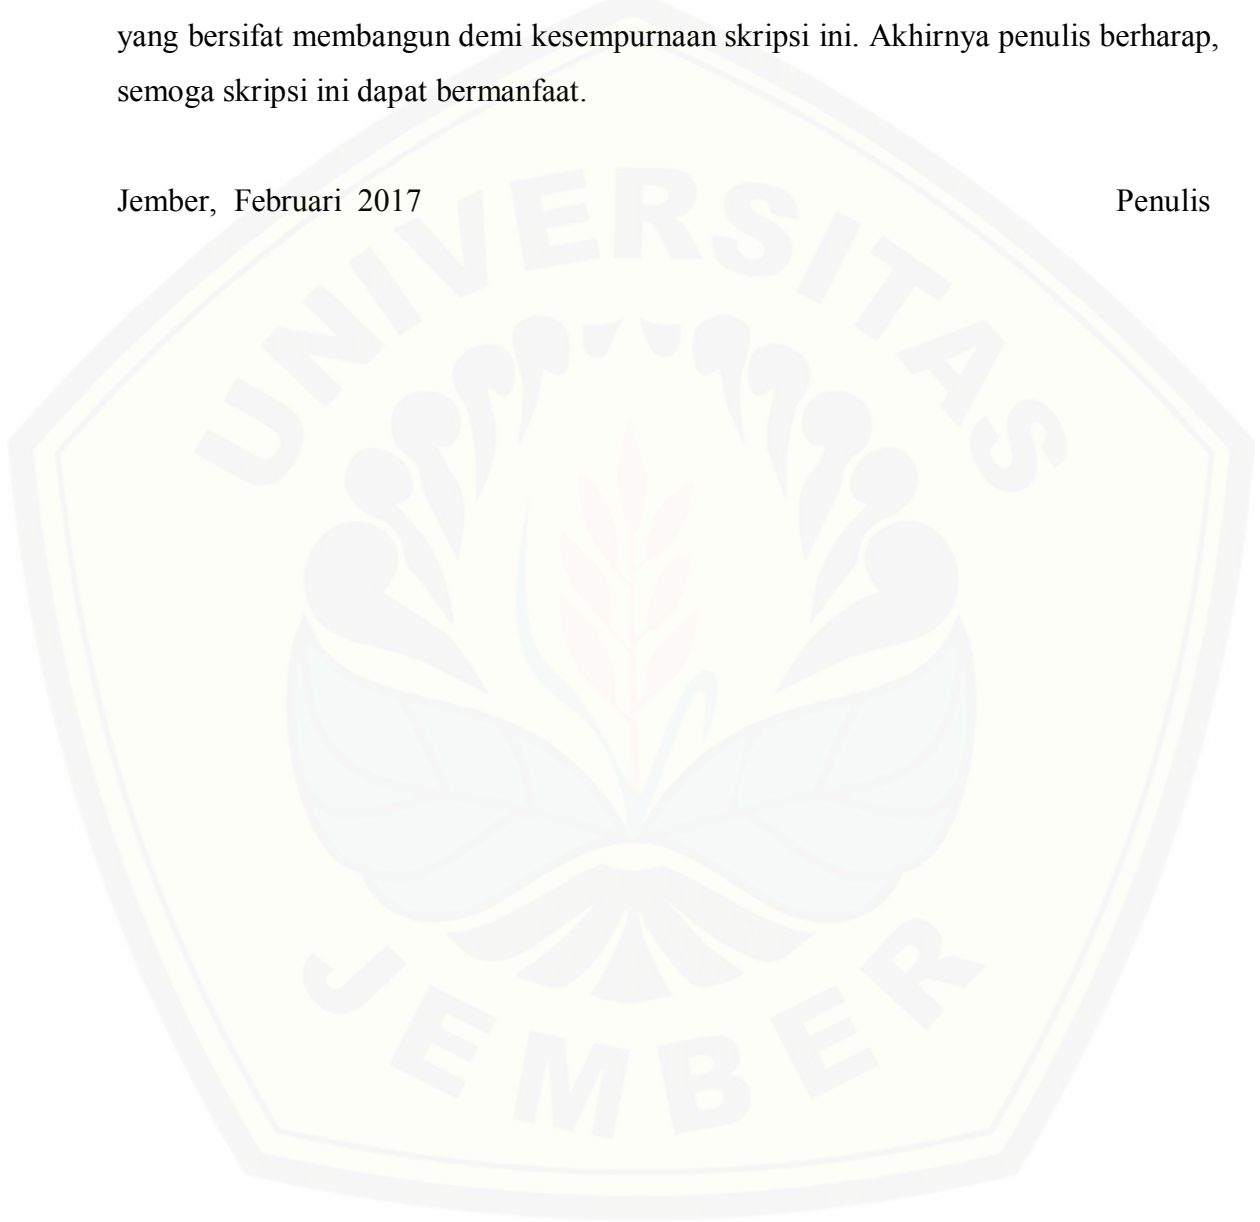 yang bersifat membangun demi kesempurnaan skripsi ini. Akhirnya penulis berharap,
semoga skripsi ini dapat bermanfaat.
Jember, Februari 2017 Penulis
UNIVERSITAS
JEMBER